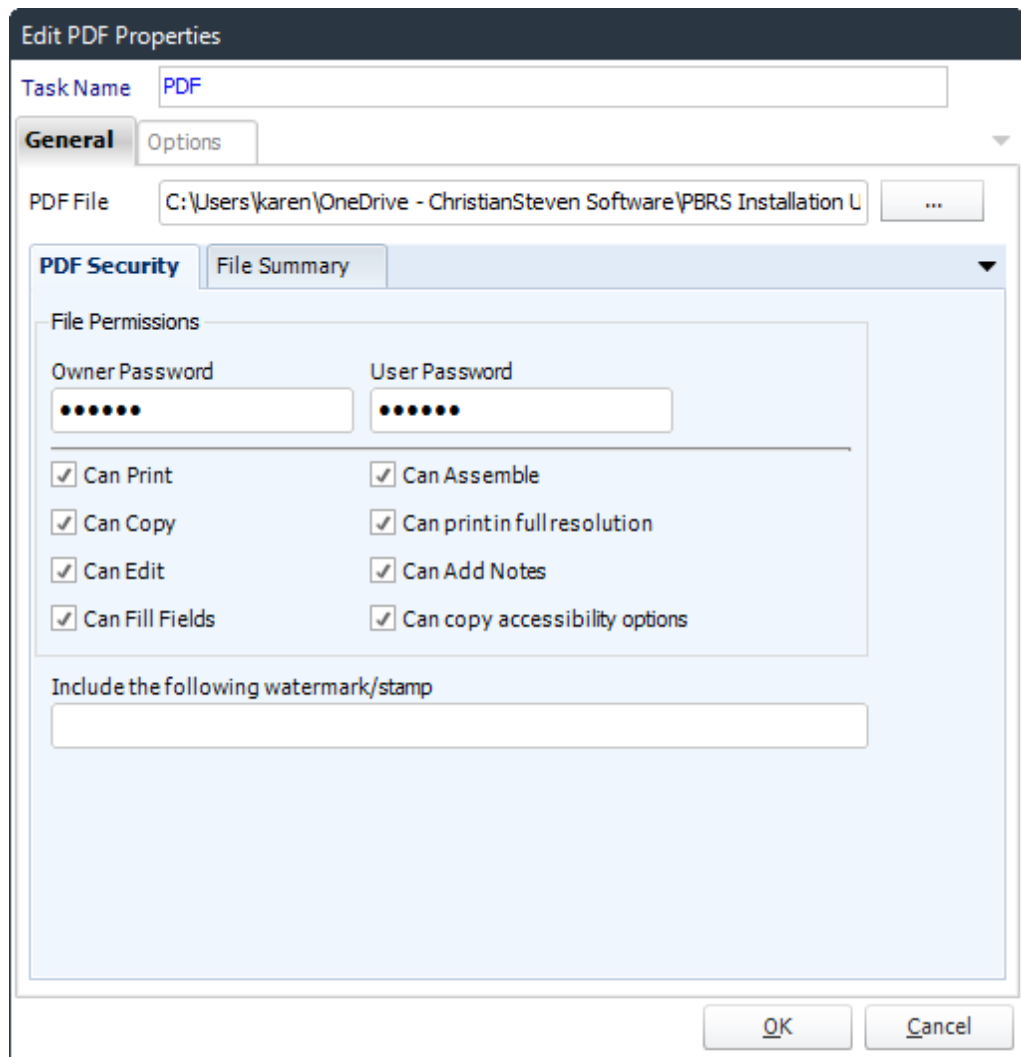 Edit PDF Properties
Task Name PDF
General Options
PDF File C:\Users\karen\OneDrive - ChristianSteven Software\PBRS Installation U ...
PDF Security File Summary
File Permissions
Owner Password User Password
•••••• ••••••
Can Print Can Assemble
Can Copy Can print in full resolution
Can Edit Can Add Notes
Can Fill Fields Can copy accessibility options
Include the following watermark/stamp
OK Cancel